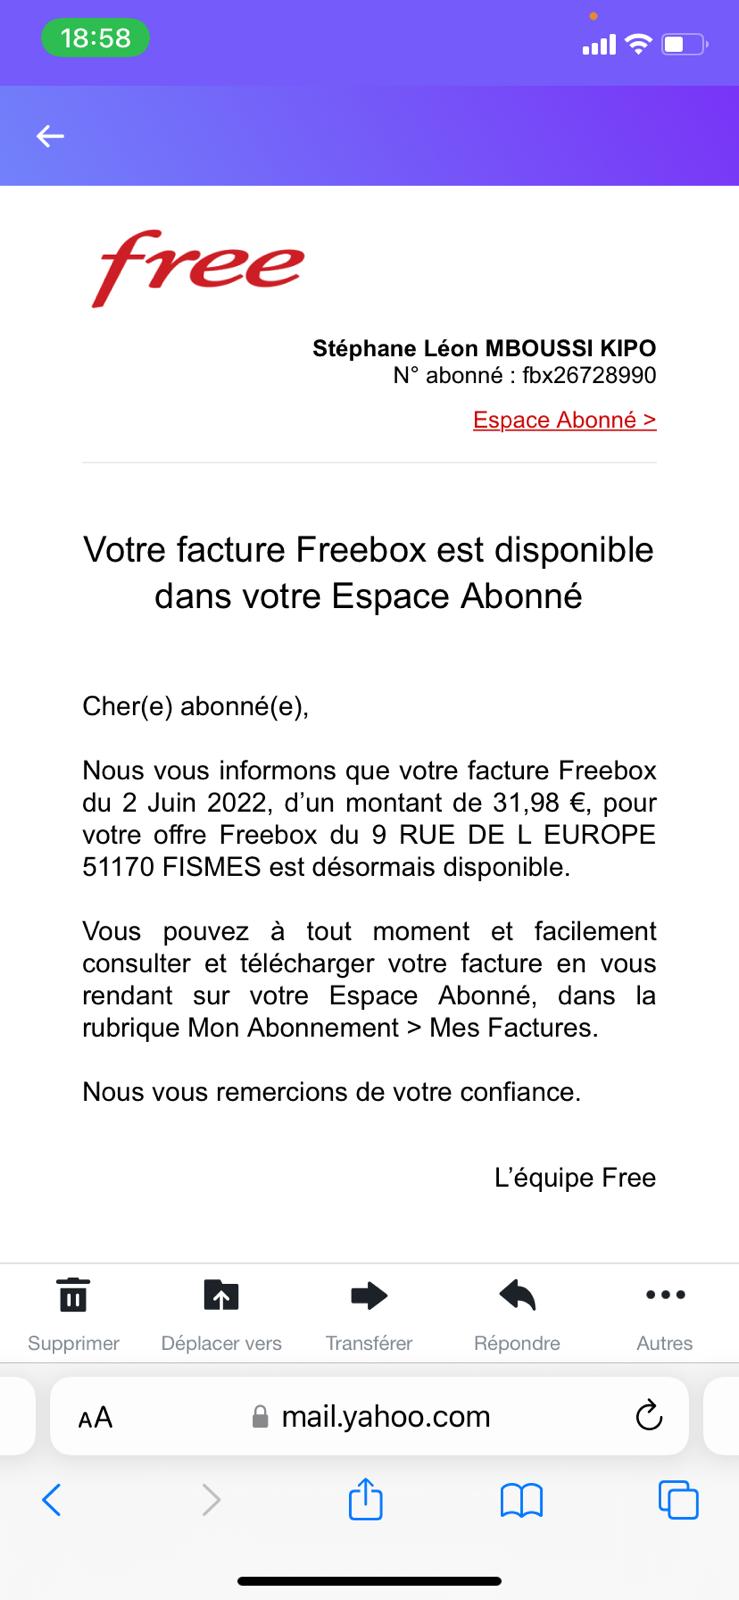 18:58
free
Stéphane Léon MBOUSSI KIPO
N° abonné : fbx26728990
Espace Abonné >
Votre facture Freebox est disponible
dans votre Espace Abonné
Cher(e) abonné(e),
Nous vous informons que votre facture Freebox
du 2 Juin 2022, d’un montant de 31,98 €, pour
votre offre Freebox du 9 RUE DE L EUROPE
51170 FISMES est désormais disponible.
Vous pouvez à tout moment et facilement
consulter et télécharger votre facture en vous
rendant sur votre Espace Abonné, dans la
rubrique Mon Abonnement > Mes Factures.
Nous vous remercions de votre confiance.
L’équipe Free
Supprimer Déplacer vers Transférer Répondre Autres
AA mail.yahoo.com